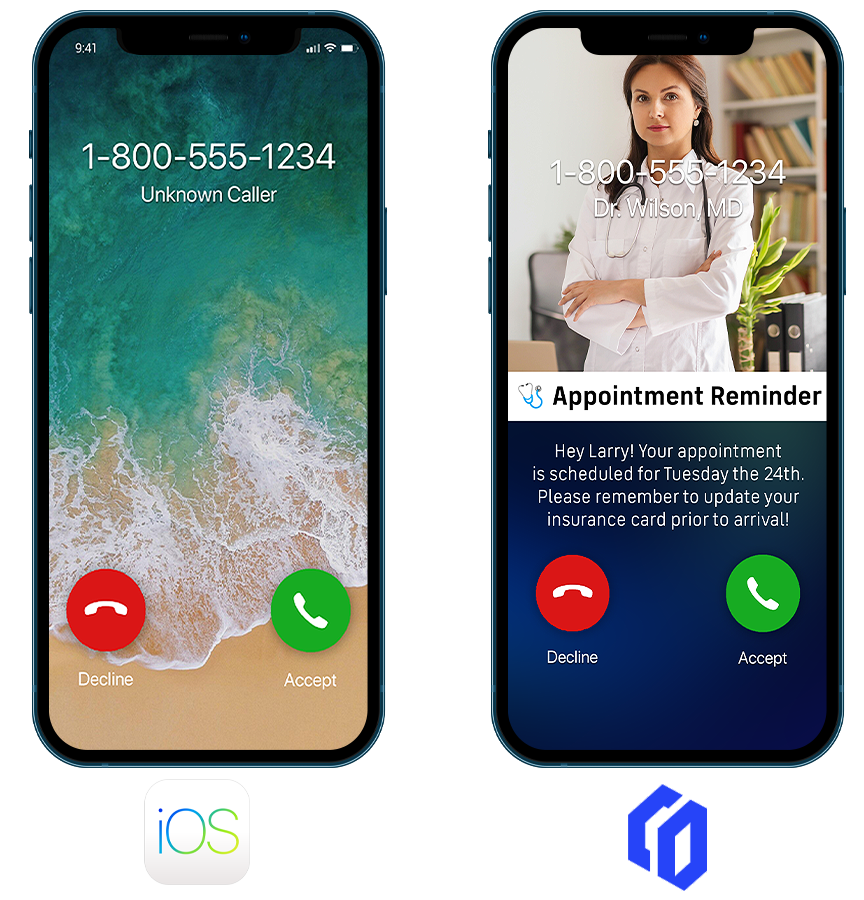 9:41
1-800-555-1234
Unknown Caller
Decline
Accept
iOS
1-800-555-1234
Dr. Wilson, MD
Appointment Reminder
Hey Larry! Your appointment
is scheduled for Tuesday the 24th.
Please remember to update your
insurance card prior to arrival!
Decline
Accept